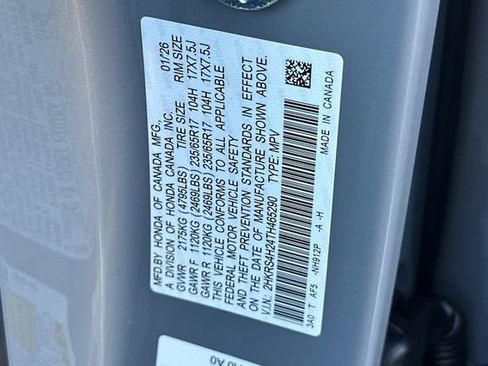 MFD.BY HONDA OF CANADA MFG. 01/26
A DIVISION OF HONDA CANADA INC.
TIRE SIZE RIM SIZE
GVWR 2175KG (4795LBS)
GAWR F 1120KG (2469LBS) 235/65R17 104H 17X7.5J
GAWR R 1120KG (2469LBS) 235/65R17 104H 17X7.5J
THIS VEHICLE CONFORMS TO ALL APPLICABLE
FEDERAL MOTOR VEHICLE SAFETY
AND THEFT PREVENTION STANDARDS IN EFFECT
ON THE DATE OF MANUFACTURE SHOWN ABOVE.
V.I.N.: 2HKRS4H24TH465290 TYPE: MPV
3A0 T AF5 -NH912P -A -H
MADE IN CANADA